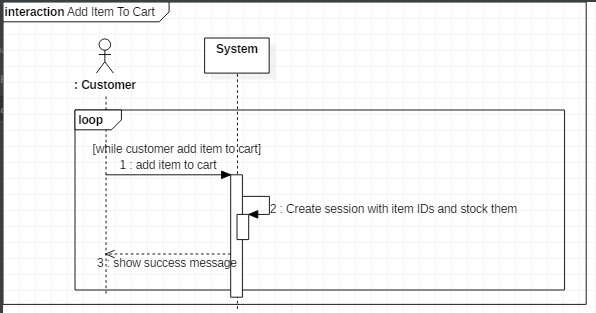 interaction Add Item To Cart
System
: Customer
loop
[while customer add item to cart]
1 : add item to cart
2 : Create session with item IDs and stock them
3 : show success message